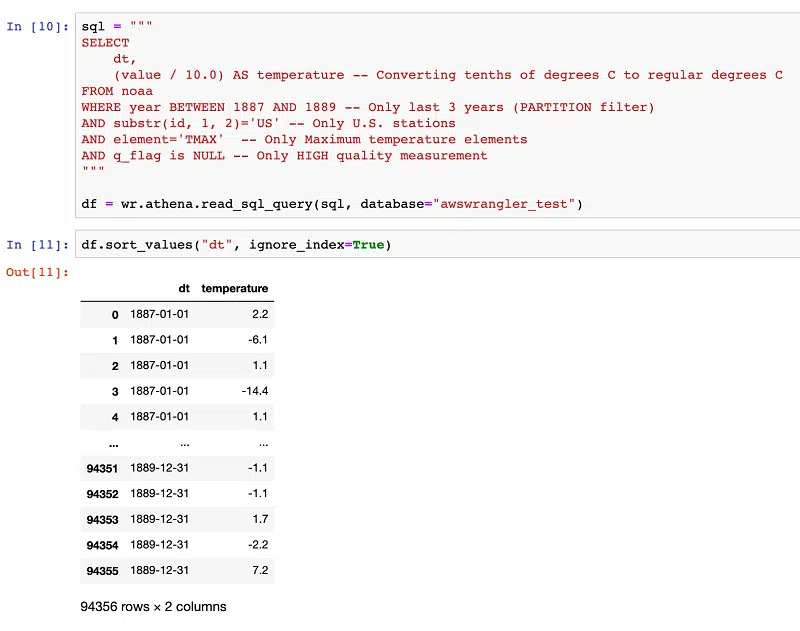 In [10]: sql = """
SELECT
    dt,
    (value / 10.0) AS temperature -- Converting tenths of degrees C to regular degrees C
FROM noaa
WHERE year BETWEEN 1887 AND 1889 -- Only last 3 years (PARTITION filter)
AND substr(id, 1, 2)='US' -- Only U.S. stations
AND element='TMAX'  -- Only Maximum temperature elements
AND q_flag is NULL -- Only HIGH quality measurement
"""
df = wr.athena.read_sql_query(sql, database="awswrangler_test")
In [11]: df.sort_values("dt", ignore_index=True)
Out[11]:
dt temperature
0 1887-01-01 2.2
1 1887-01-01 -6.1
2 1887-01-01 1.1
3 1887-01-01 -14.4
4 1887-01-01 1.1
... ... ...
94351 1889-12-31 -1.1
94352 1889-12-31 -1.1
94353 1889-12-31 1.7
94354 1889-12-31 -2.2
94355 1889-12-31 7.2
94356 rows × 2 columns